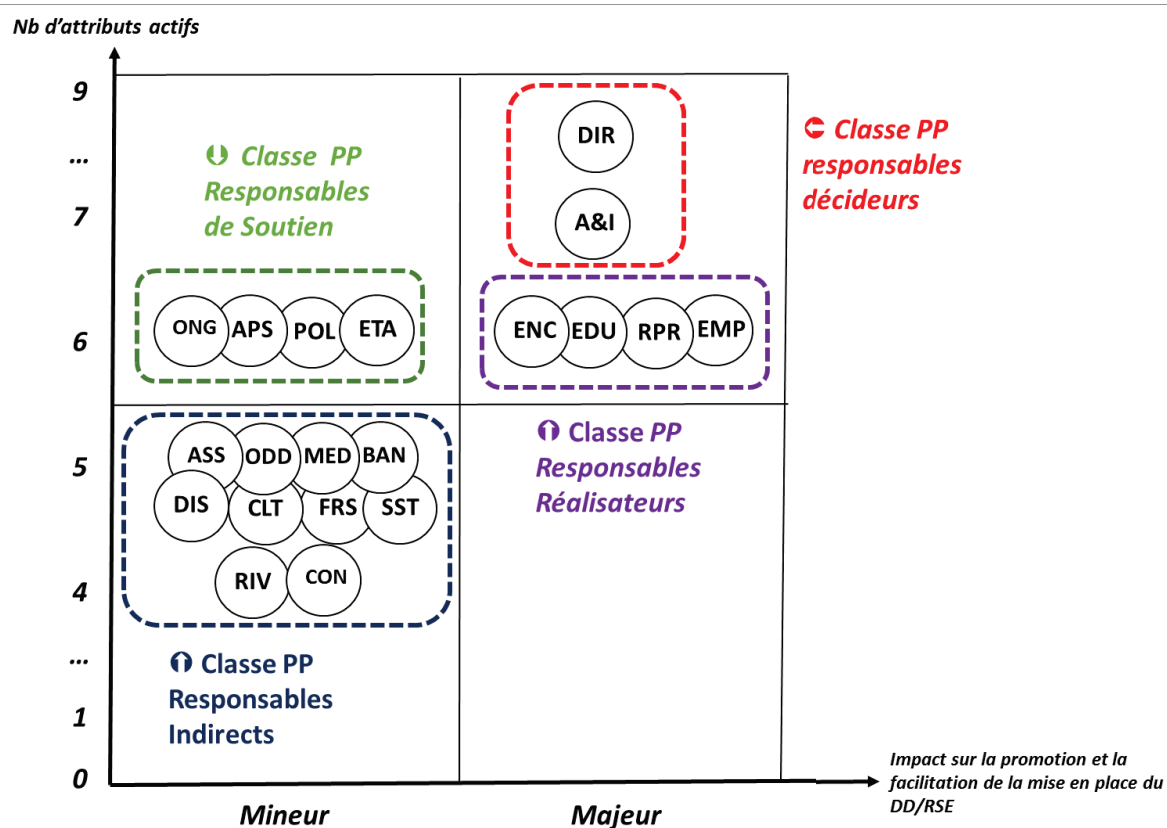 Nb d'attributs actifs
9
...
7
6
5
4
...
1
0
Classe PP
Responsables
de Soutien
DIR
A&I
Classe PP
responsables
décideurs
ONG APS POL ETA
ENC EDU RPR EMP
ASS ODD MED BAN
DIS CLT FRS SST
RIV CON
Classe PP
Responsables
Réalisateurs
Classe PP
Responsables
Indirects
Mineur
Majeur
Impact sur la promotion et la
facilitation de la mise en place du
DD/RSE